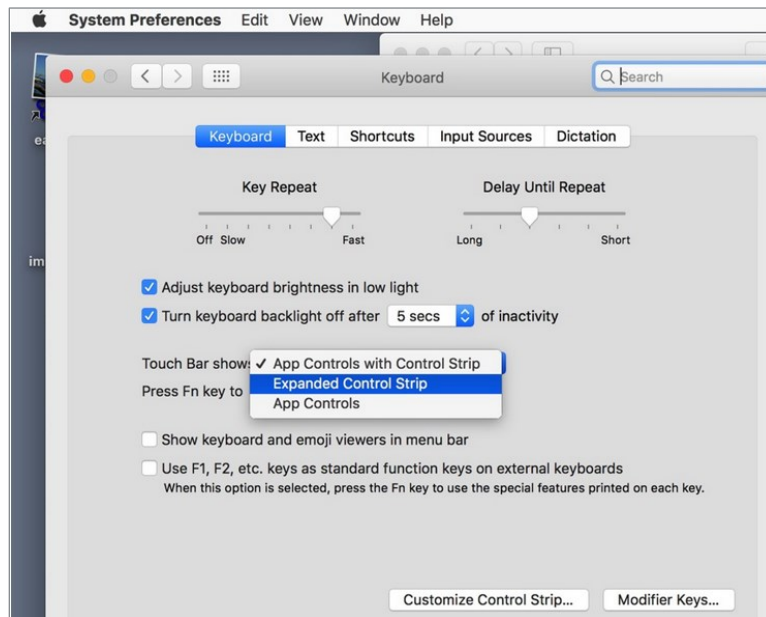 System Preferences Edit View Window Help
Keyboard
Search
Keyboard Text Shortcuts Input Sources Dictation
Key Repeat Delay Until Repeat
Off Slow Fast Long Short
Adjust keyboard brightness in low light
Turn keyboard backlight off after 5 secs of inactivity
Touch Bar shows ✓ App Controls with Control Strip
Expanded Control Strip
Press Fn key to
App Controls
Show keyboard and emoji viewers in menu bar
Use F1, F2, etc. keys as standard function keys on external keyboards
When this option is selected, press the Fn key to use the special features printed on each key.
Customize Control Strip... Modifier Keys...